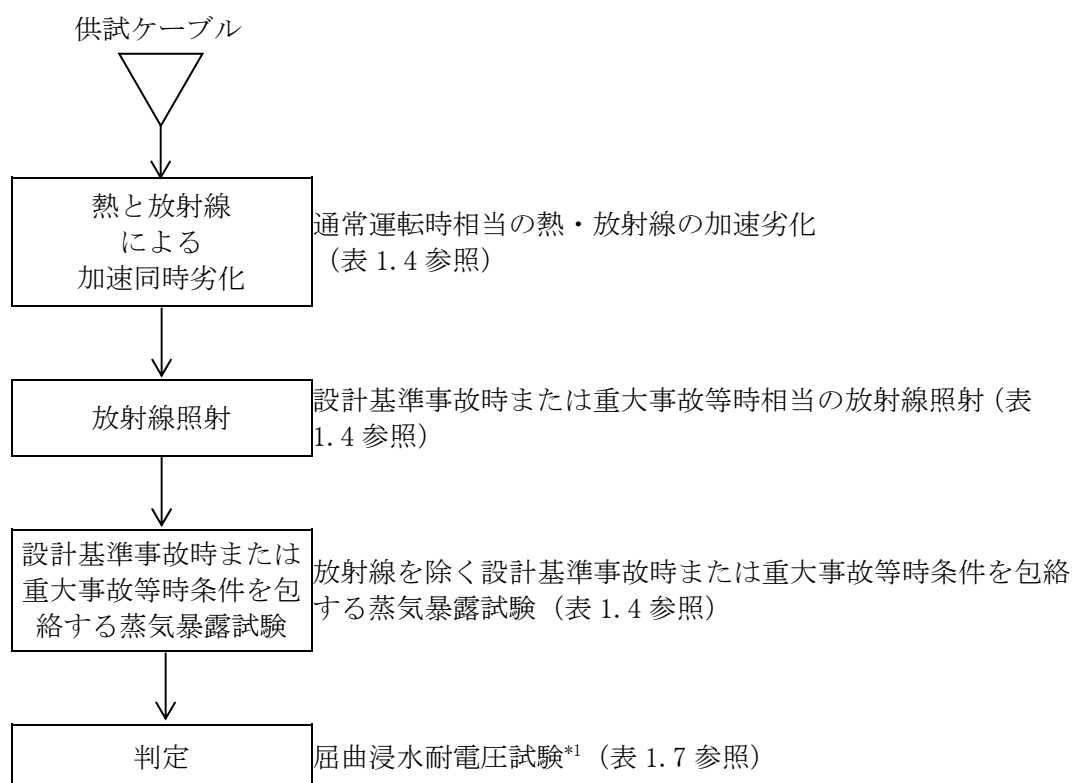 供試ケーブル
熱と放射線
による
加速同時劣化
通常運転時相当の熱・放射線の加速劣化
（表 1.4 参照）
放射線照射
設計基準事故時または重大事故等時相当の放射線照射（表
1.4 参照）
設計基準事故時または
重大事故等時条件を包
絡する蒸気暴露試験
放射線を除く設計基準事故時または重大事故等時条件を包絡
する蒸気暴露試験（表 1.4 参照）
判定
屈曲浸水耐電圧試験*1（表 1.7 参照）